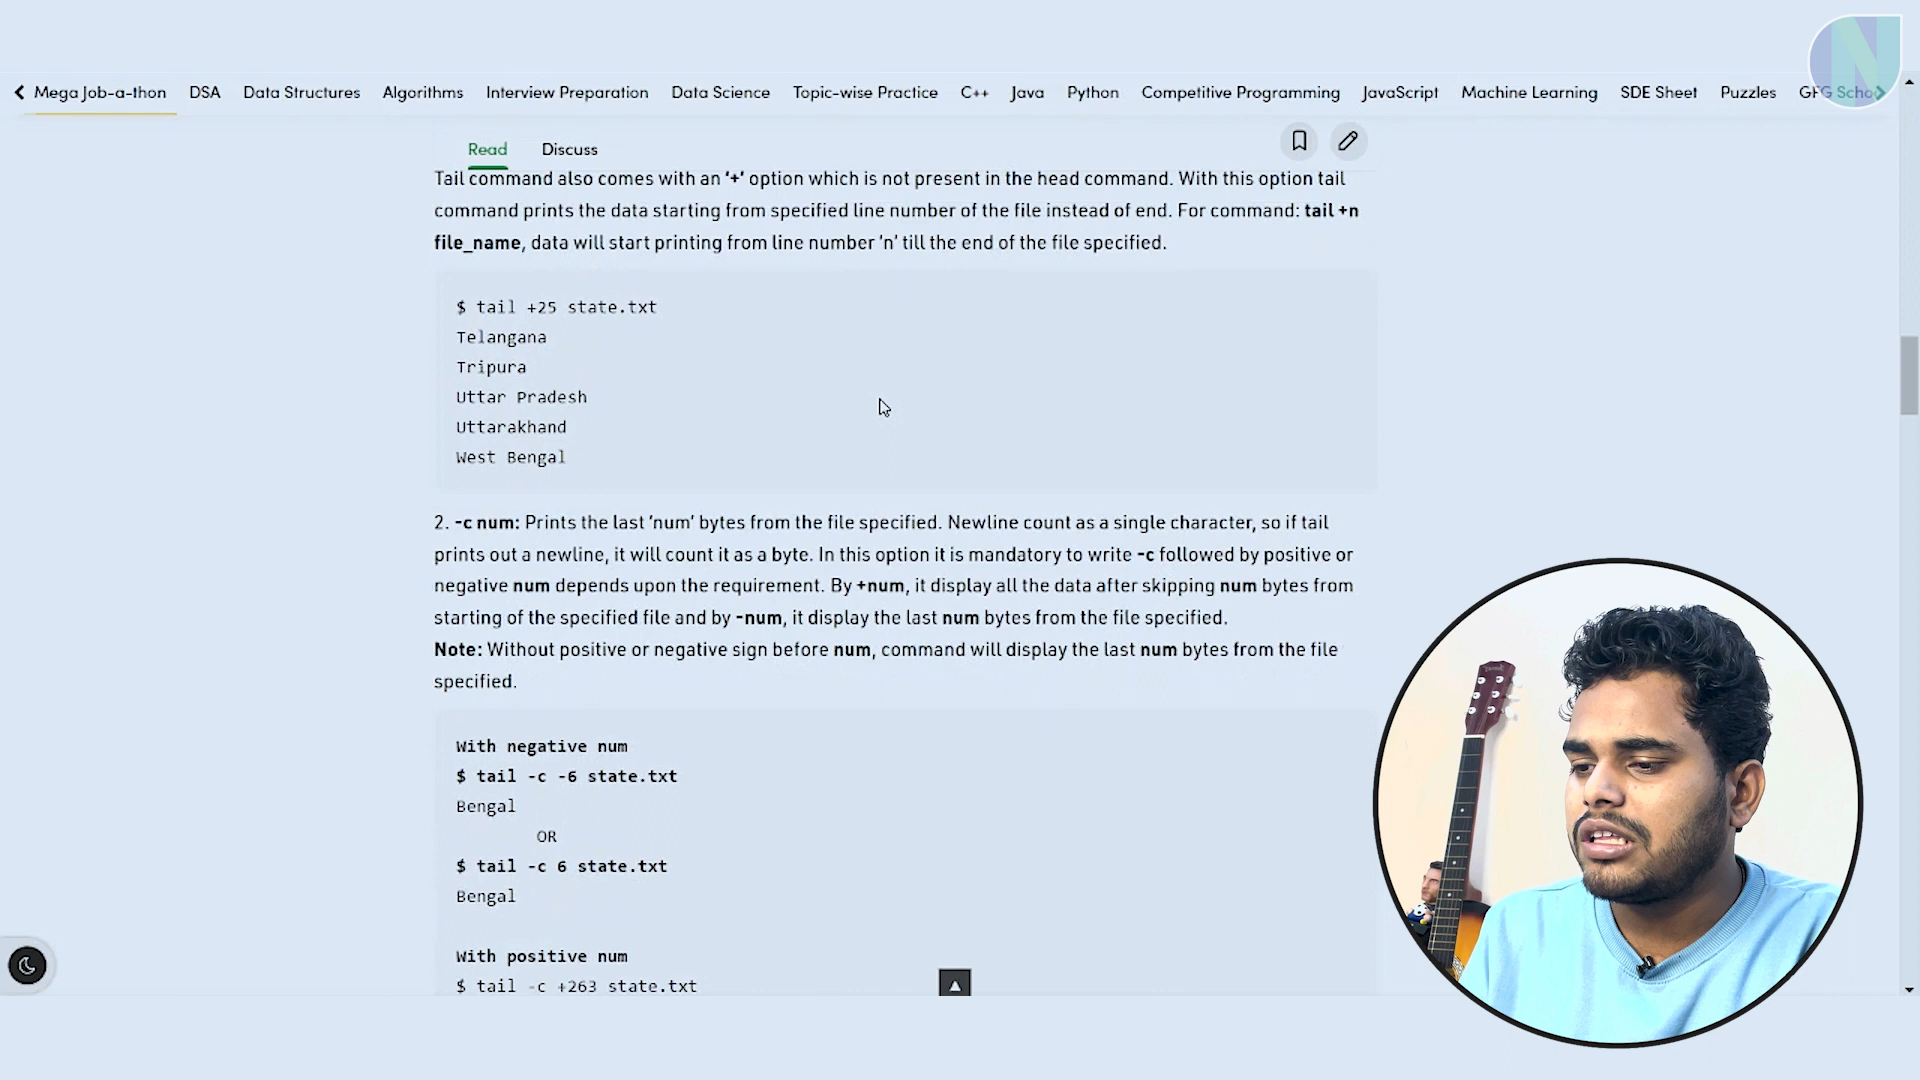 Mega Job-a-thon DSA Data Structures Algorithms Interview Preparation Data Science Topic-wise Practice C++ Java Python Competitive Programming JavaScript Machine Learning SDE Sheet Puzzles GFG Scho
Read Discuss
Tail command also comes with an '+' option which is not present in the head command. With this option tail
command prints the data starting from specified line number of the file instead of end. For command: tail +n
file_name, data will start printing from line number 'n' till the end of the file specified.
$ tail +25 state.txt
Telangana
Tripura
Uttar Pradesh
Uttarakhand
West Bengal
2. -c num: Prints the last 'num' bytes from the file specified. Newline count as a single character, so if tail
prints out a newline, it will count it as a byte. In this option it is mandatory to write -c followed by positive or
negative num depends upon the requirement. By +num, it display all the data after skipping num bytes from
starting of the specified file and by -num, it display the last num bytes from the file specified.
Note: Without positive or negative sign before num, command will display the last num bytes from the file
specified.
With negative num
$ tail -c -6 state.txt
Bengal
OR
$ tail -c 6 state.txt
Bengal
With positive num
$ tail -c +263 state.txt